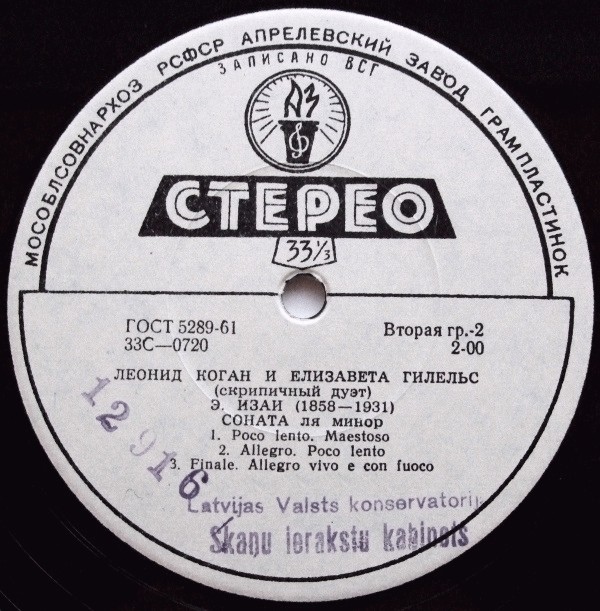 МОСОБЛСОВНАРХОЗ РСФСР АПРЕЛЕВСКИЙ ЗАВОД ГРАМПЛАСТИНОК
ЗАПИСАНО ВСГ
АЗ
СТЕРЕО
33⅓
ГОСТ 5289-61 Вторая гр.-2
33С—0720 2-00
ЛЕОНИД КОГАН И ЕЛИЗАВЕТА ГИЛЕЛЬС
(скрипичный дуэт)
Э. ИЗАИ (1858—1931)
СОНАТА ля минор
1. Poco lento. Maestoso
2. Allegro. Poco lento
3. Finale. Allegro vivo e con fuoco
12916
Latvijas Valsts konservatorij
Skaņu ierakstu kabinets